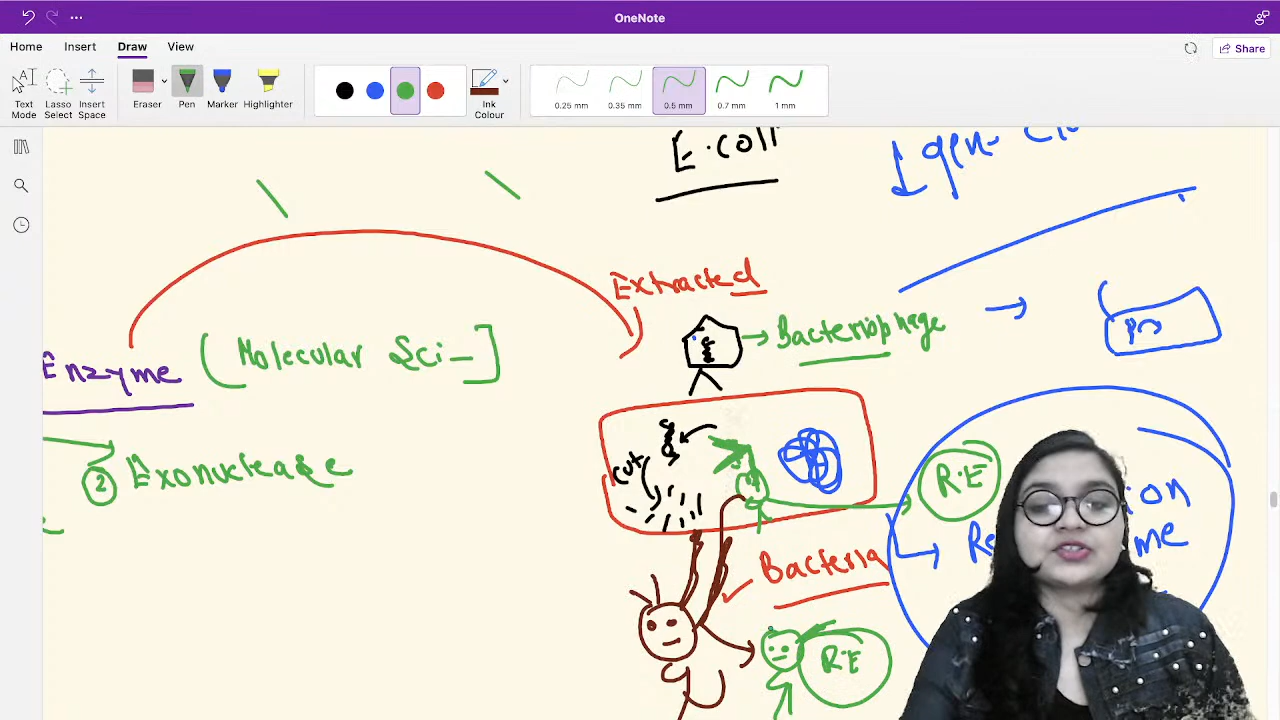 OneNote
Home Insert Draw View
Share
Text Mode
Lasso Select
Insert Space
Eraser
Pen
Marker
Highlighter
0.25 mm
0.35 mm
0.5 mm
0.7 mm
1 mm
Ink Colour
E.coli
Extracted
Bacteriophage
Enzyme (Molecular Sci-]
② Exonuclease
cut
R.E
Bacteria
R.E